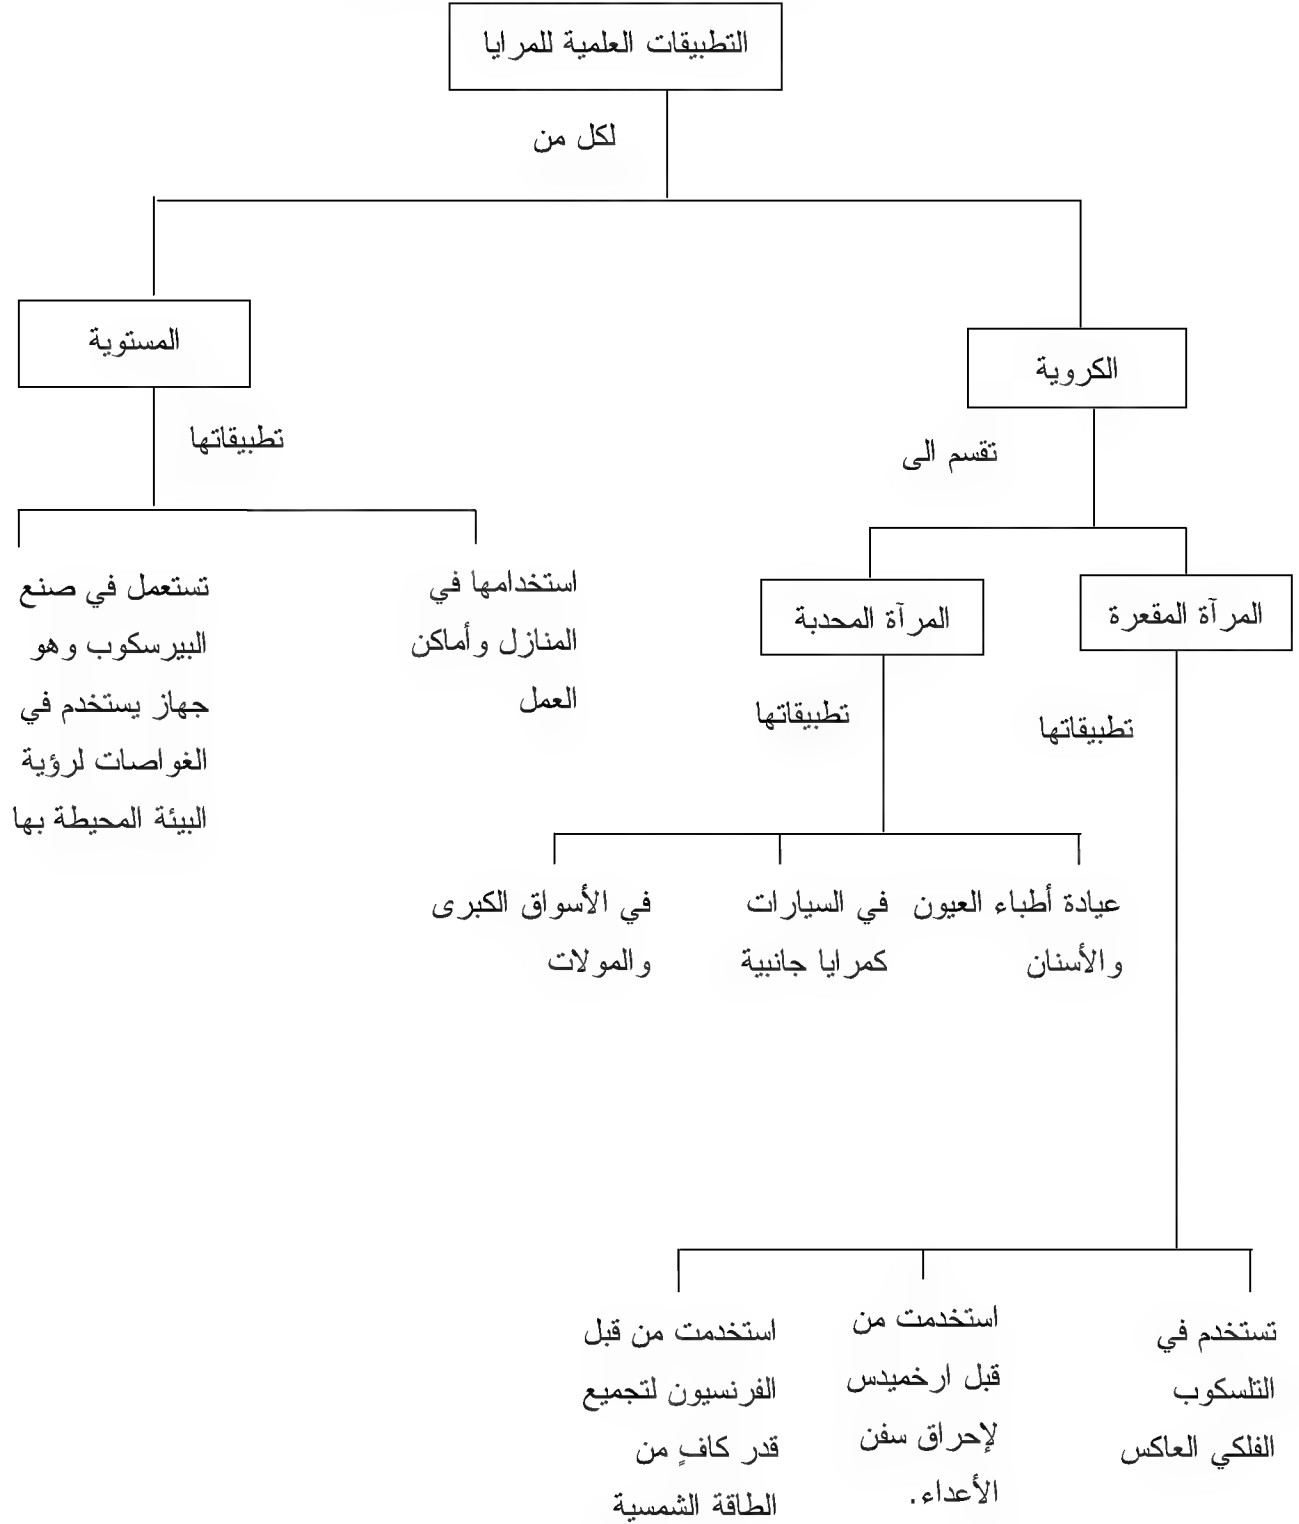 التطبيقات العلمية للمرايا
لكل من
الكروية
المستوية
تقسم الى
تطبيقاتها
المرآة المقعرة
المرآة المحدبة
استخدامها في
المنازل وأماكن
العمل
تستعمل في صنع
البيرسكوب وهو
جهاز يستخدم في
الغواصات لرؤية
البيئة المحيطة بها
تطبيقاتها
تطبيقاتها
عيادة أطباء العيون
والأسنان
في السيارات
كمرايا جانبية
في الأسواق الكبرى
والمولات
تستخدم في
التلسكوب
الفلكي العاكس
استخدمت من
قبل ارخميدس
لإحراق سفن
الأعداء.
استخدمت من قبل
الفرنسيون لتجميع
قدر كافٍ من
الطاقة الشمسية